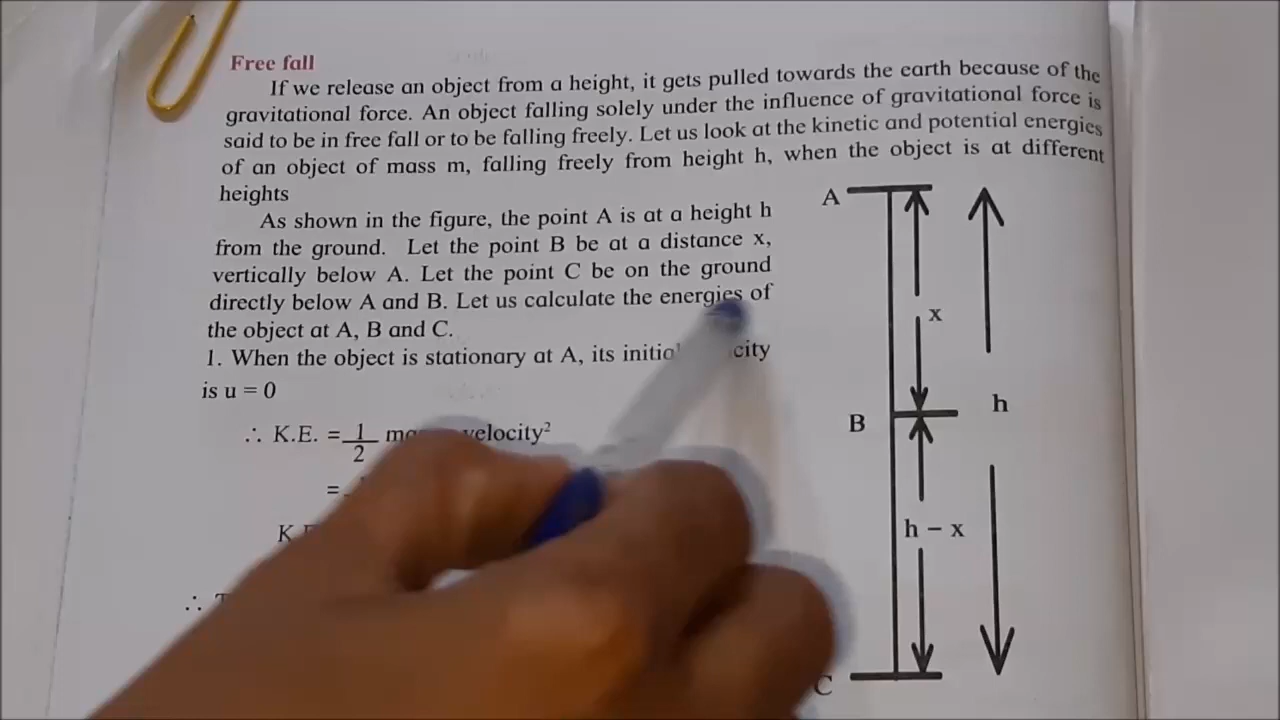 Free fall
If we release an object from a height, it gets pulled towards the earth because of the
gravitational force. An object falling solely under the influence of gravitational force is
said to be in free fall or to be falling freely. Let us look at the kinetic and potential energies
of an object of mass m, falling freely from height h, when the object is at different
heights
As shown in the figure, the point A is at a height h
from the ground. Let the point B be at a distance x,
vertically below A. Let the point C be on the ground
directly below A and B. Let us calculate the energies of
the object at A, B and C.
1. When the object is stationary at A, its
is u = 0
∴ K.E. = 1/2 velocity²
=
∴
A
x
B
h
h – x
C